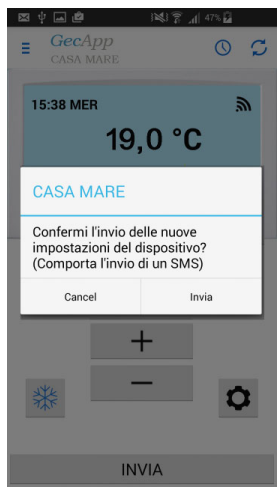 47%
GecApp
CASA MARE
15:38 MER
19,0 °C
CASA MARE
Confermi l'invio delle nuove
impostazioni del dispositivo?
(Comporta l'invio di un SMS)
Cancel Invia
+
−
INVIA